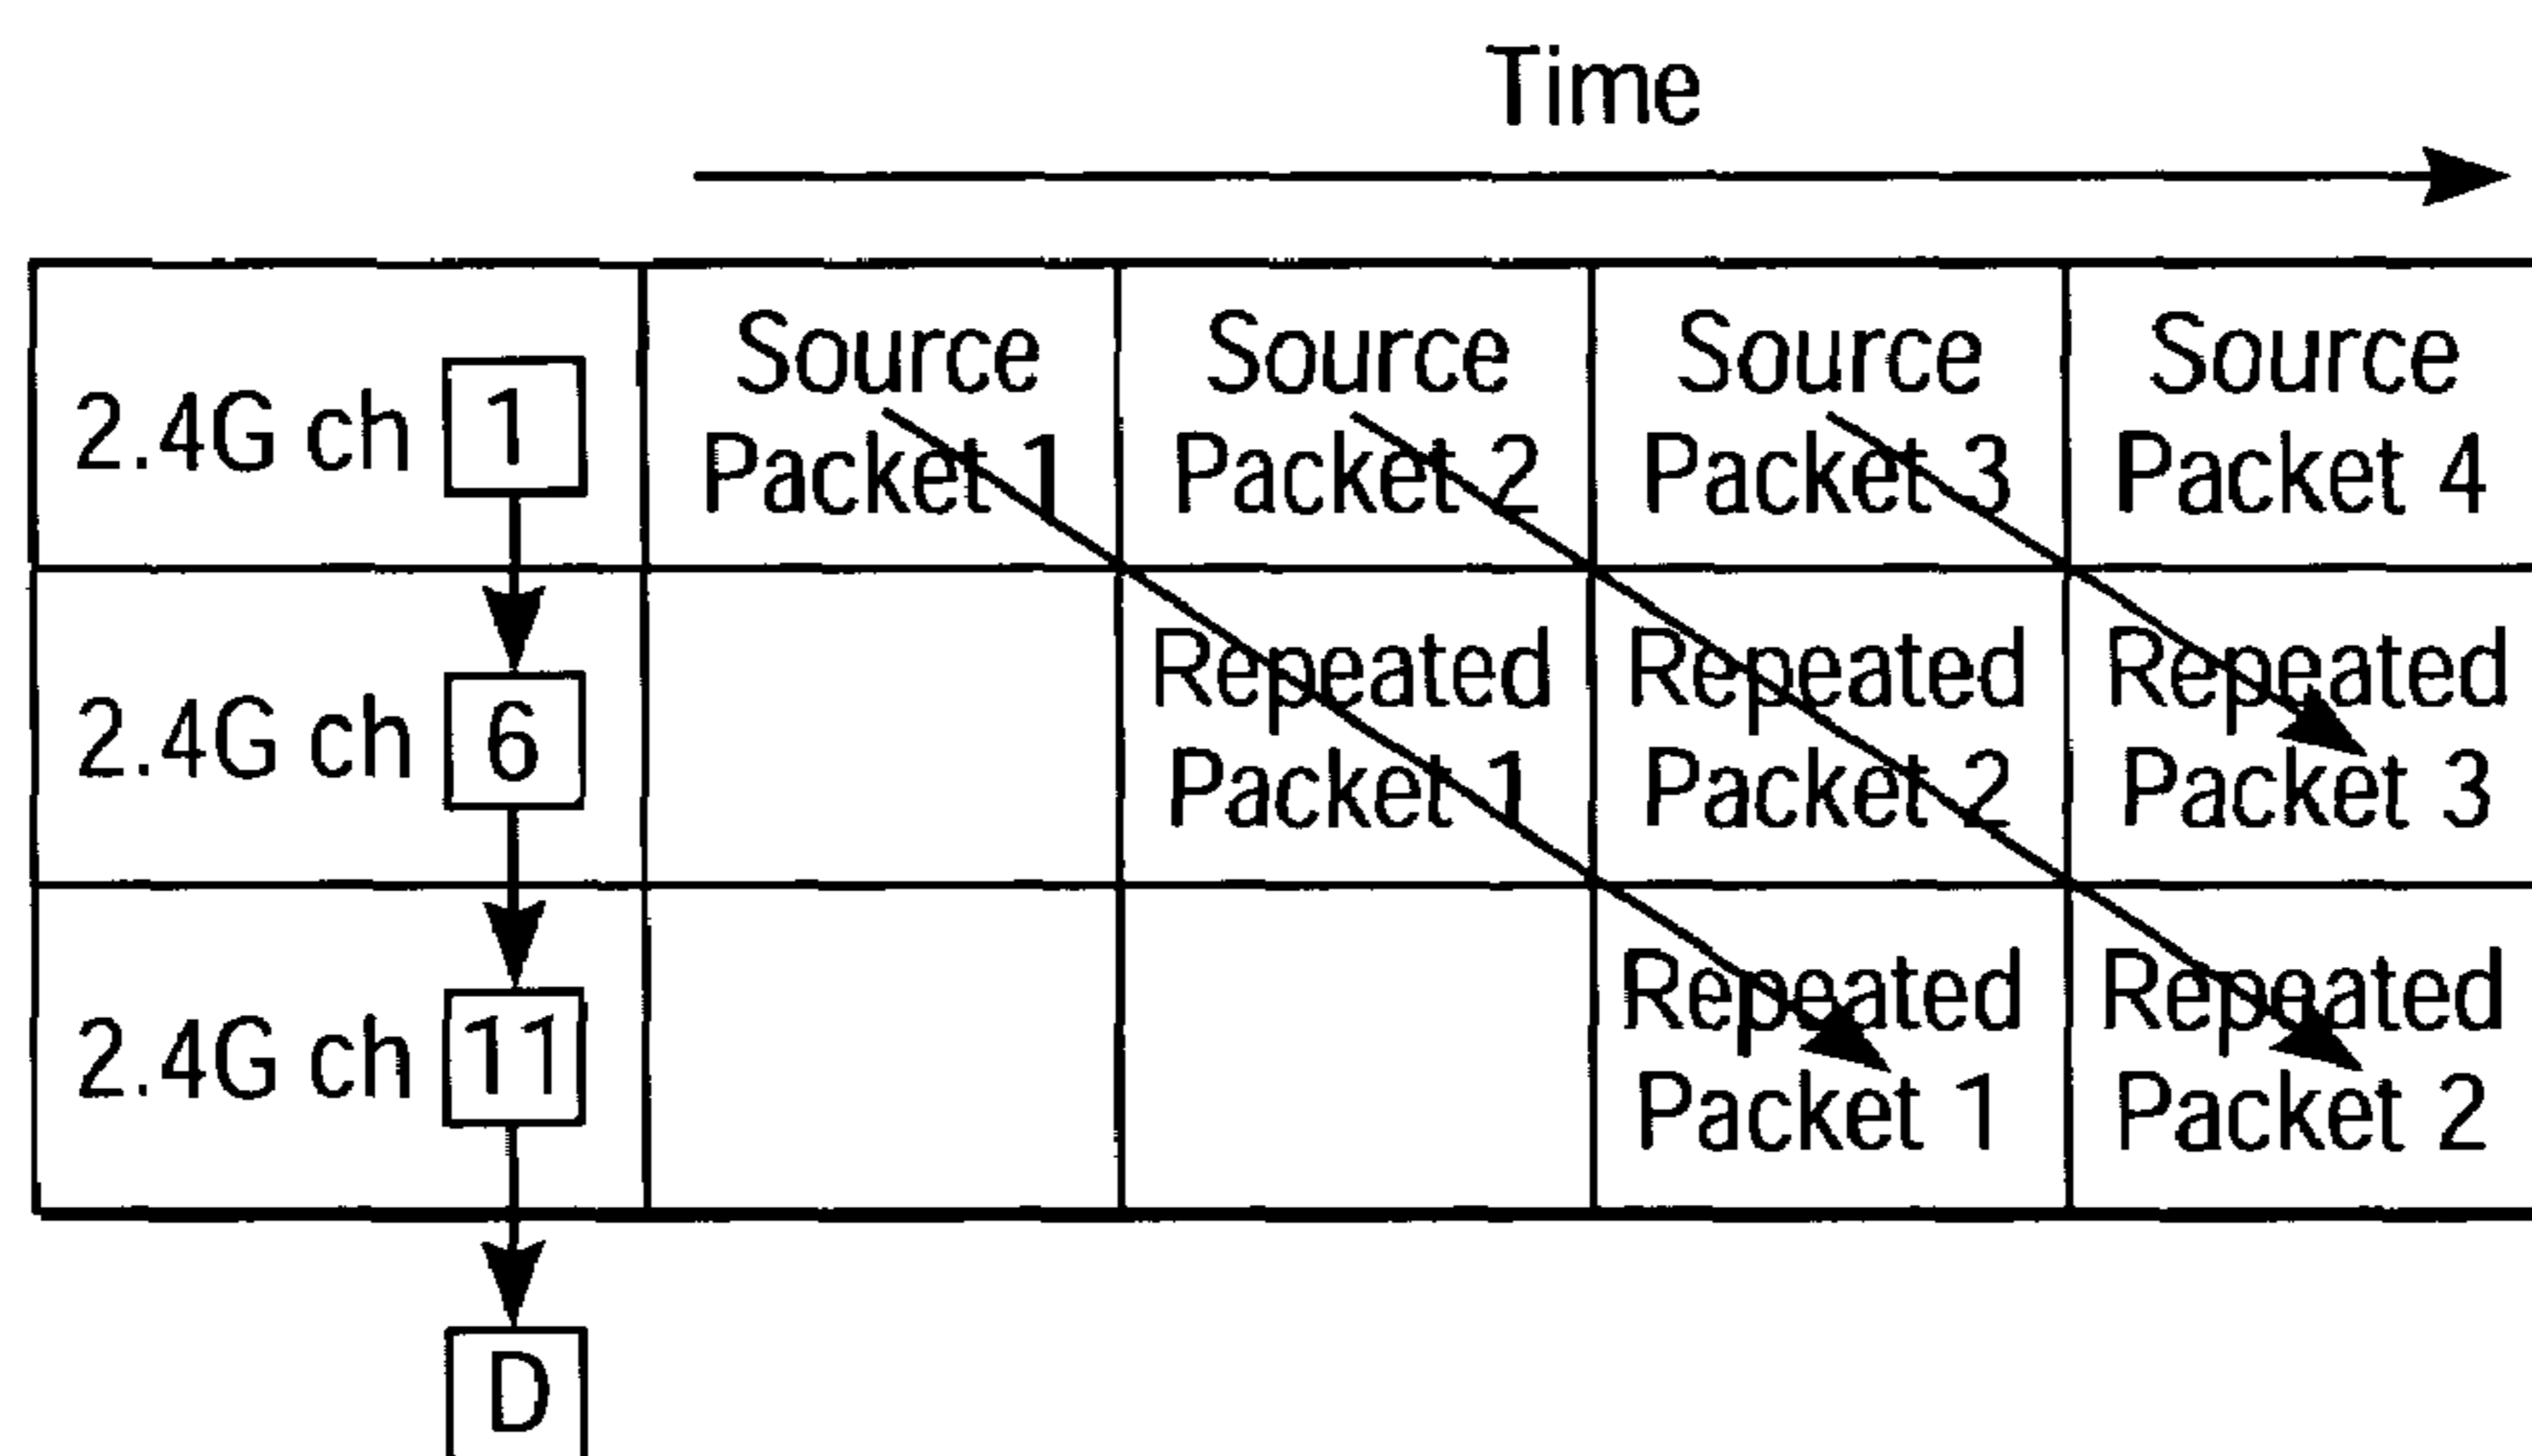 Time
2.4G ch 1
Source
Packet 1
Source
Packet 2
Source
Packet 3
Source
Packet 4
2.4G ch 6
Repeated
Packet 1
Repeated
Packet 2
Repeated
Packet 3
2.4G ch 11
Repeated
Packet 1
Repeated
Packet 2
D